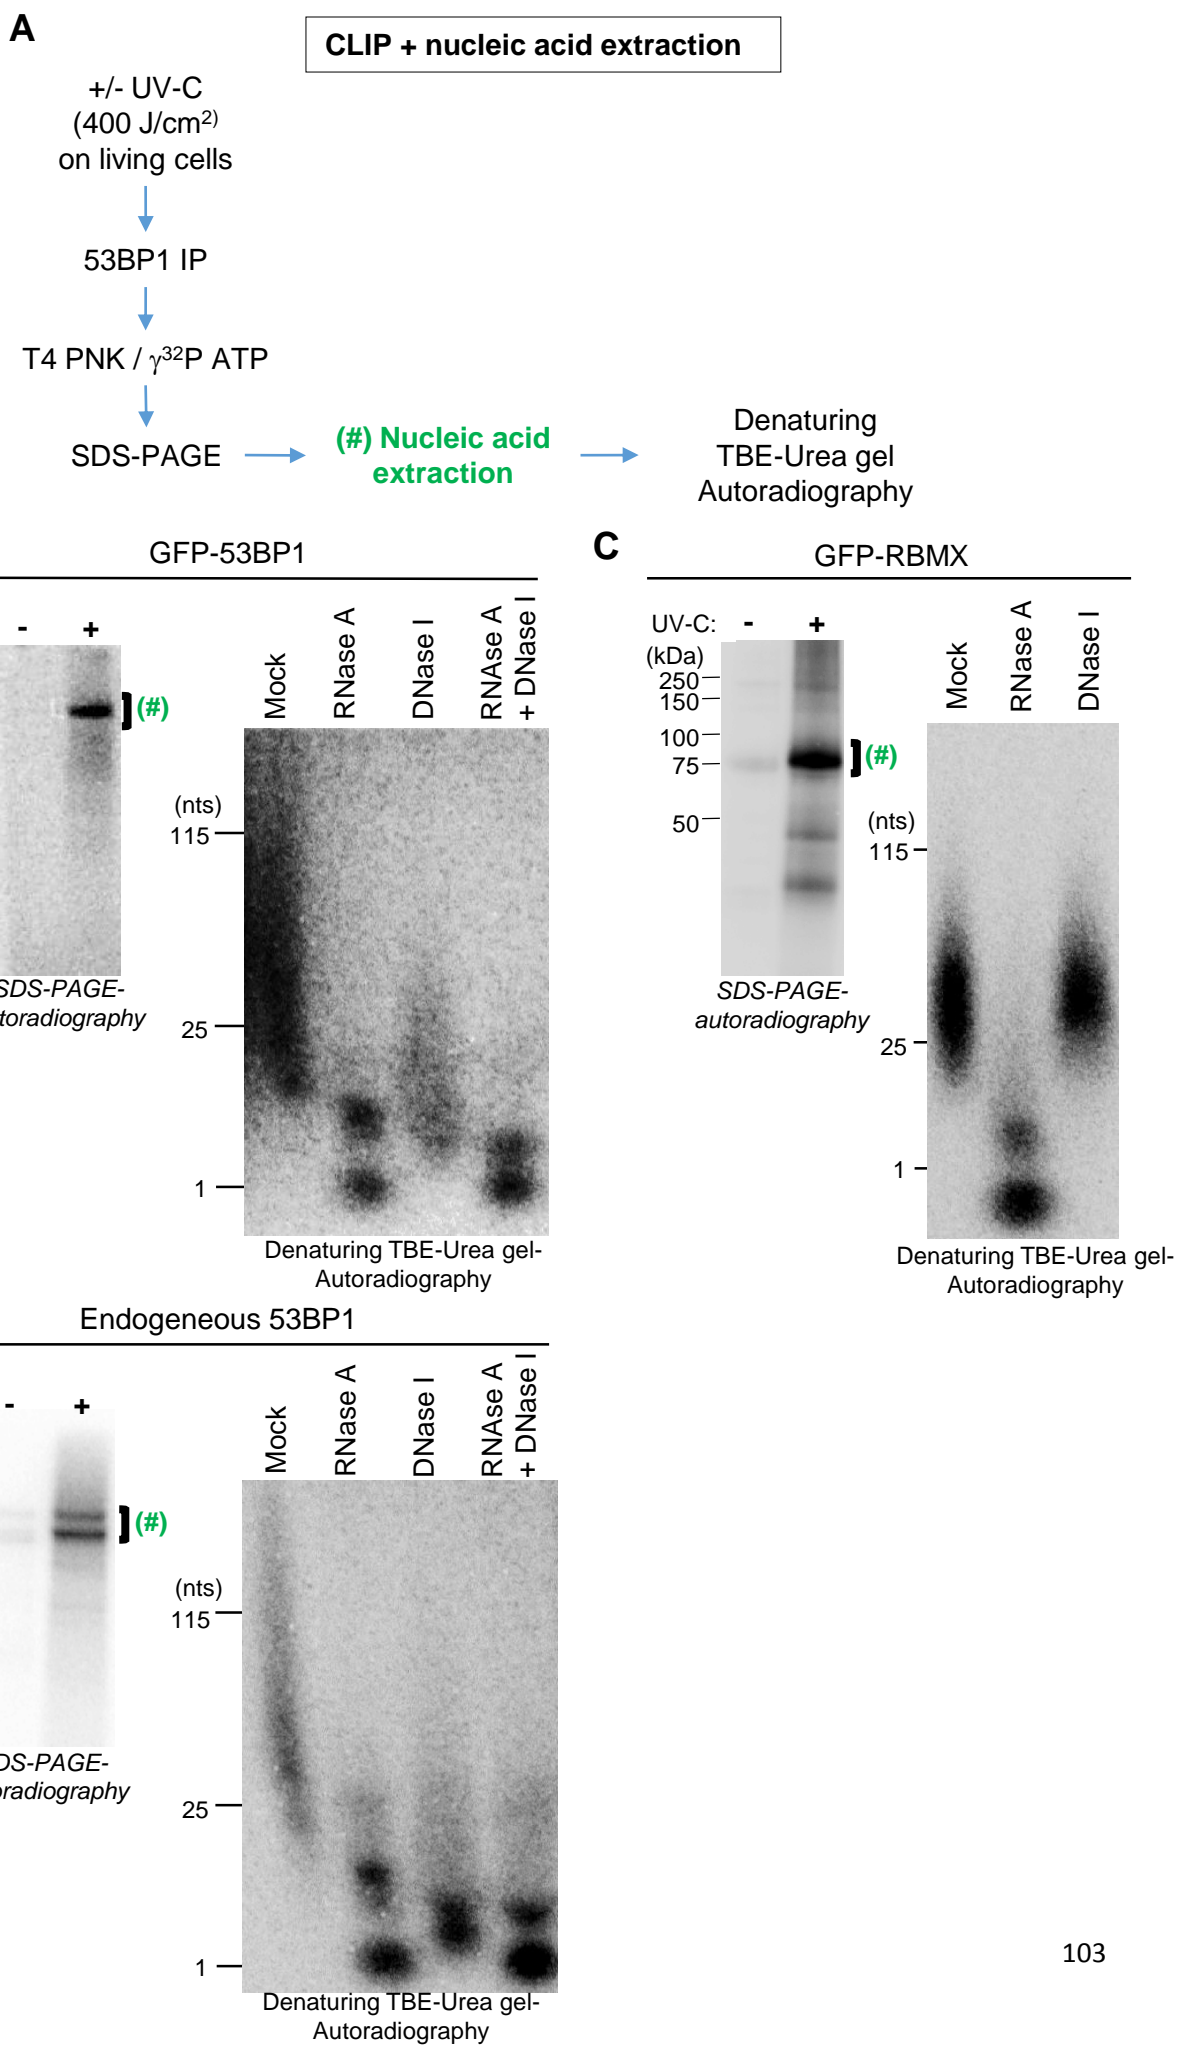 A
CLIP + nucleic acid extraction
+/- UV-C
(400 J/cm2)
on living cells
53BP1 IP
T4 PNK / γ32P ATP
SDS-PAGE
(#) Nucleic acid
extraction
Denaturing
TBE-Urea gel
Autoradiography
GFP-53BP1
- +
(#)
SDS-PAGE-
toradiography
Mock
RNase A
DNase I
RNAse A
+ DNase I
(nts)
115
25
1
Denaturing TBE-Urea gel-
Autoradiography
C
GFP-RBMX
UV-C: - +
(kDa)
250
150
100
75
50
(#)
SDS-PAGE-
autoradiography
Mock
RNase A
DNase I
(nts)
115
25
1
Denaturing TBE-Urea gel-
Autoradiography
Endogeneous 53BP1
- +
(#)
DS-PAGE-
oradiography
Mock
RNase A
DNase I
RNAse A
+ DNase I
(nts)
115
25
1
Denaturing TBE-Urea gel-
Autoradiography
103